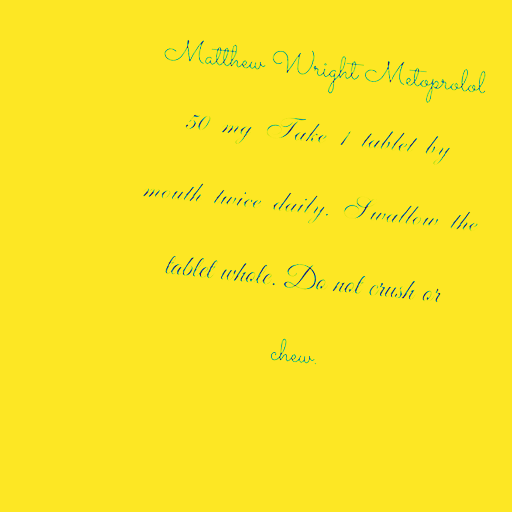 Matthew Wright Metoprolol
50 mg Take 1 tablet by
mouth twice daily. Swallow the
tablet whole. Do not crush or
chew.